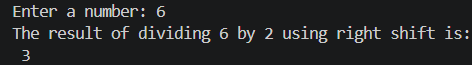 Enter a number: 6
The result of dividing 6 by 2 using right shift is:
3